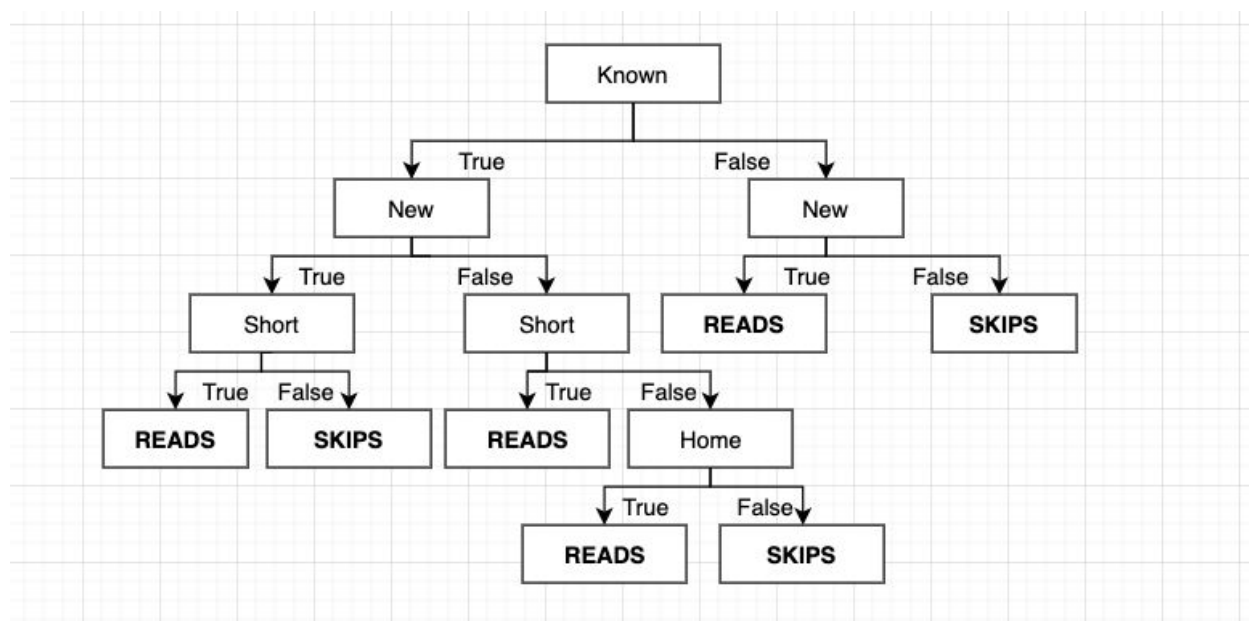 Known
True False
New New
True False True False
Short Short READS SKIPS
True False True False
READS SKIPS READS Home
True False
READS SKIPS